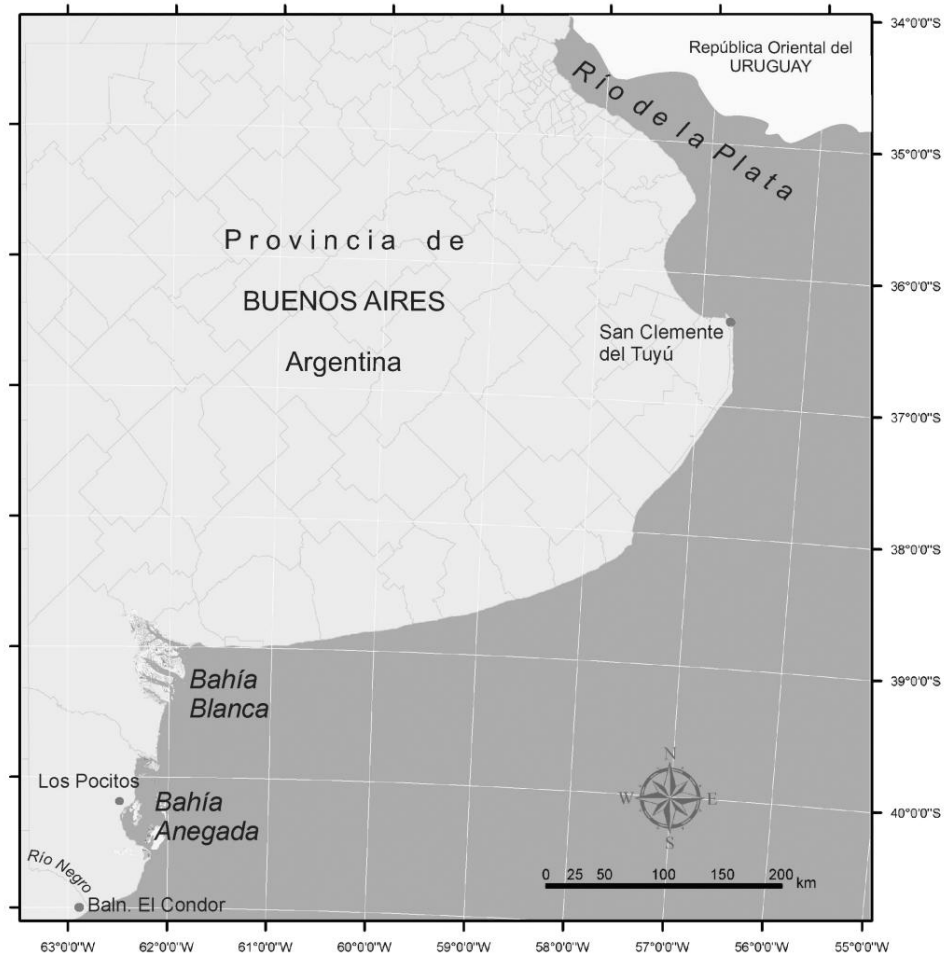 34°0'0"S
República Oriental del
URUGUAY
Río de la Plata
35°0'0"S
Provincia de
BUENOS AIRES
Argentina
36°0'0"S
San Clemente
del Tuyú
37°0'0"S
38°0'0"S
39°0'0"S
Bahía
Blanca
Los Pocitos
Bahía
Anegada
40°0'0"S
N
W E
S
Río Negro
Baln. El Condor
0 25 50 100 150 200 km
63°0'0"W 62°0'0"W 61°0'0"W 60°0'0"W 59°0'0"W 58°0'0"W 57°0'0"W 56°0'0"W 55°0'0"W